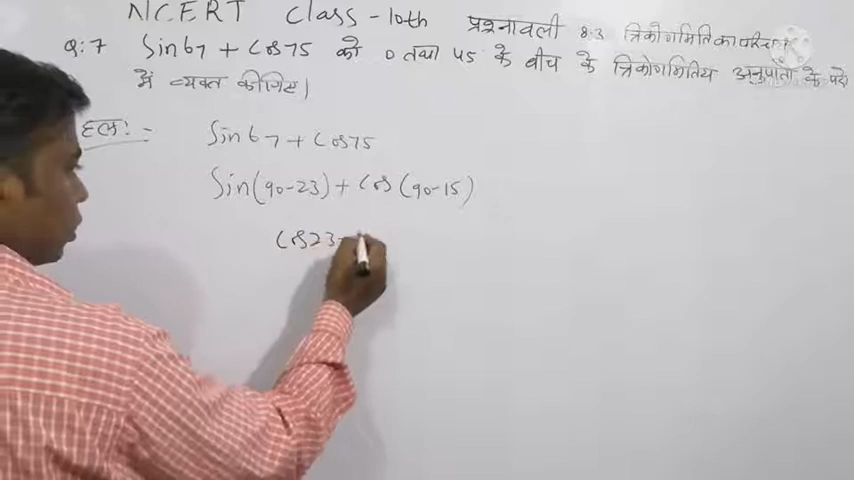 NCERT Class-10th प्रश्नावली 8.3 त्रिकोणमिति का परिचय
Q:7 Sin67 + Cos75 को 0 तथा 45 के बीच के त्रिकोणमितिय अनुपातो के पदो
में व्यक्त कीजिए।
हल:- Sin67 + Cos75
Sin(90-23) + Cos(90-15)
Cos23